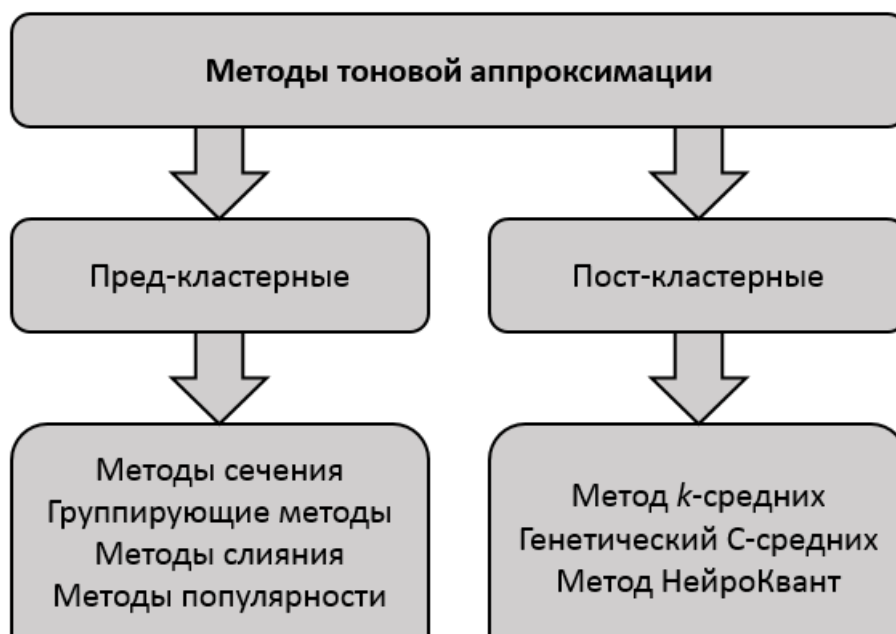 Методы тоновой аппроксимации
Пред-кластерные
Пост-кластерные
Методы сечения
Группирующие методы
Методы слияния
Методы популярности
Метод k-средних
Генетический С-средних
Метод НейроКвант